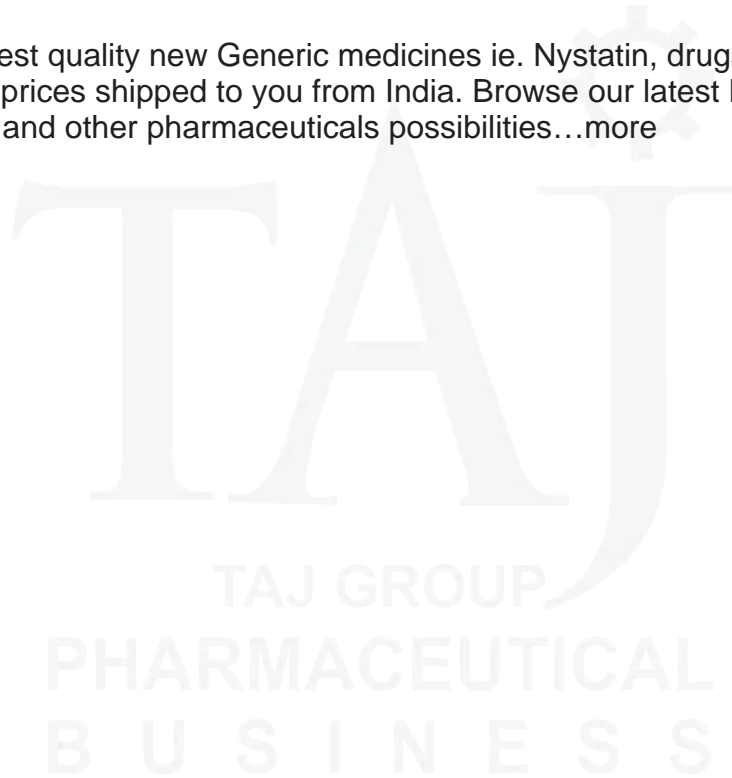 est quality new Generic medicines ie. Nystatin, drug
prices shipped to you from India. Browse our latest
and other pharmaceuticals possibilities…more
TAJ
TAJ GROUP
PHARMACEUTICAL
BUSINESS